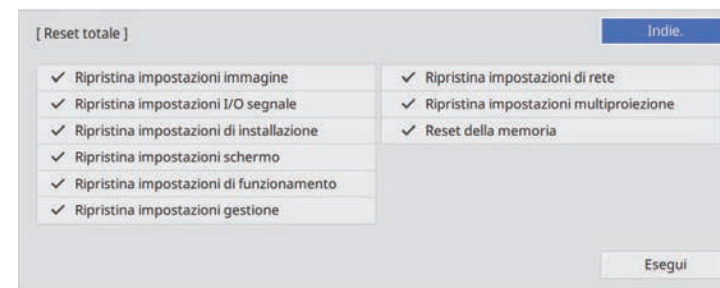 [ Reset totale ]
Indie.
Ripristina impostazioni immagine
Ripristina impostazioni I/O segnale
Ripristina impostazioni di installazione
Ripristina impostazioni schermo
Ripristina impostazioni di funzionamento
Ripristina impostazioni gestione
Ripristina impostazioni di rete
Ripristina impostazioni multiproiezione
Reset della memoria
Esegui